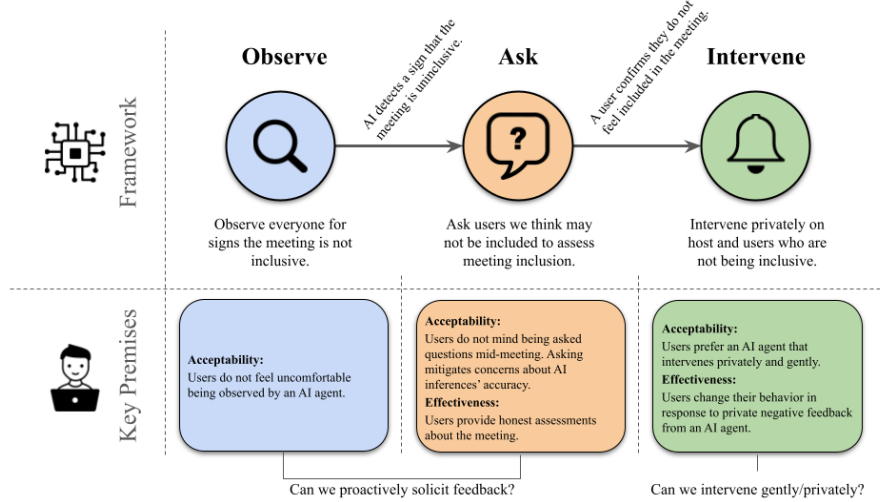 Observe
Ask
Intervene
AI detects a sign that the
meeting is uninclusive.
A user confirms they do not
feel included in the meeting.
Framework
?
Observe everyone for
signs the meeting is not
inclusive.
Ask users we think may
not be included to assess
meeting inclusion.
Intervene privately on
host and users who are
not being inclusive.
Key Premises
Acceptability:
Users do not feel uncomfortable
being observed by an AI agent.
Acceptability:
Users do not mind being asked
questions mid-meeting. Asking
mitigates concerns about AI
inferences' accuracy.
Effectiveness:
Users provide honest assessments
about the meeting.
Acceptability:
Users prefer an AI agent that
intervenes privately and gently.
Effectiveness:
Users change their behavior in
response to private negative feedback
from an AI agent.
Can we proactively solicit feedback?
Can we intervene gently/privately?